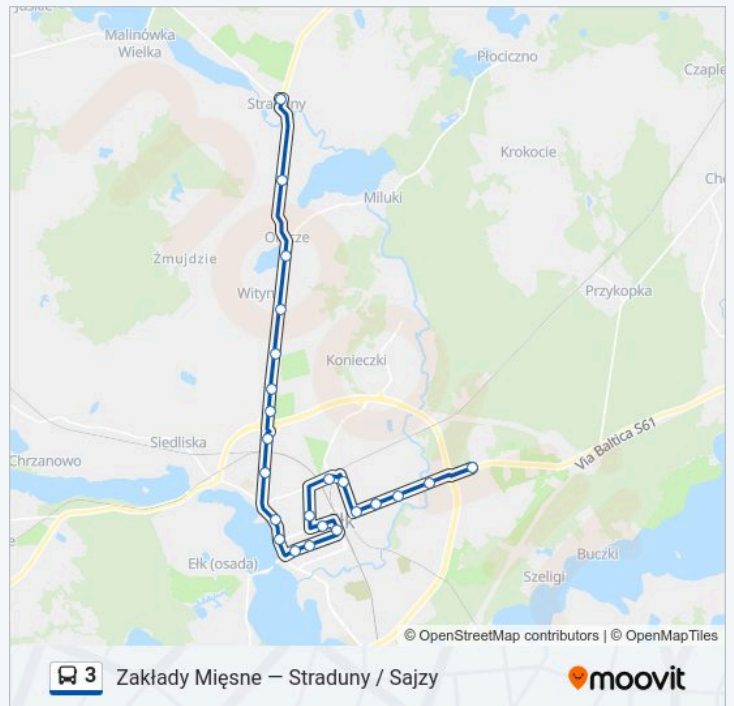 Malinówka
Wielka
Płociczno
Krokocie
Miluki
Żmujdzie
Przykopka
Konieczki
Siedliska
Via Baltica S61
Chrzanowo
Ełk (osada)
Buczki
Szeligi
© OpenStreetMap contributors | © OpenMapTiles
3 Zakłady Mięsne — Straduny / Sajzy
moovit